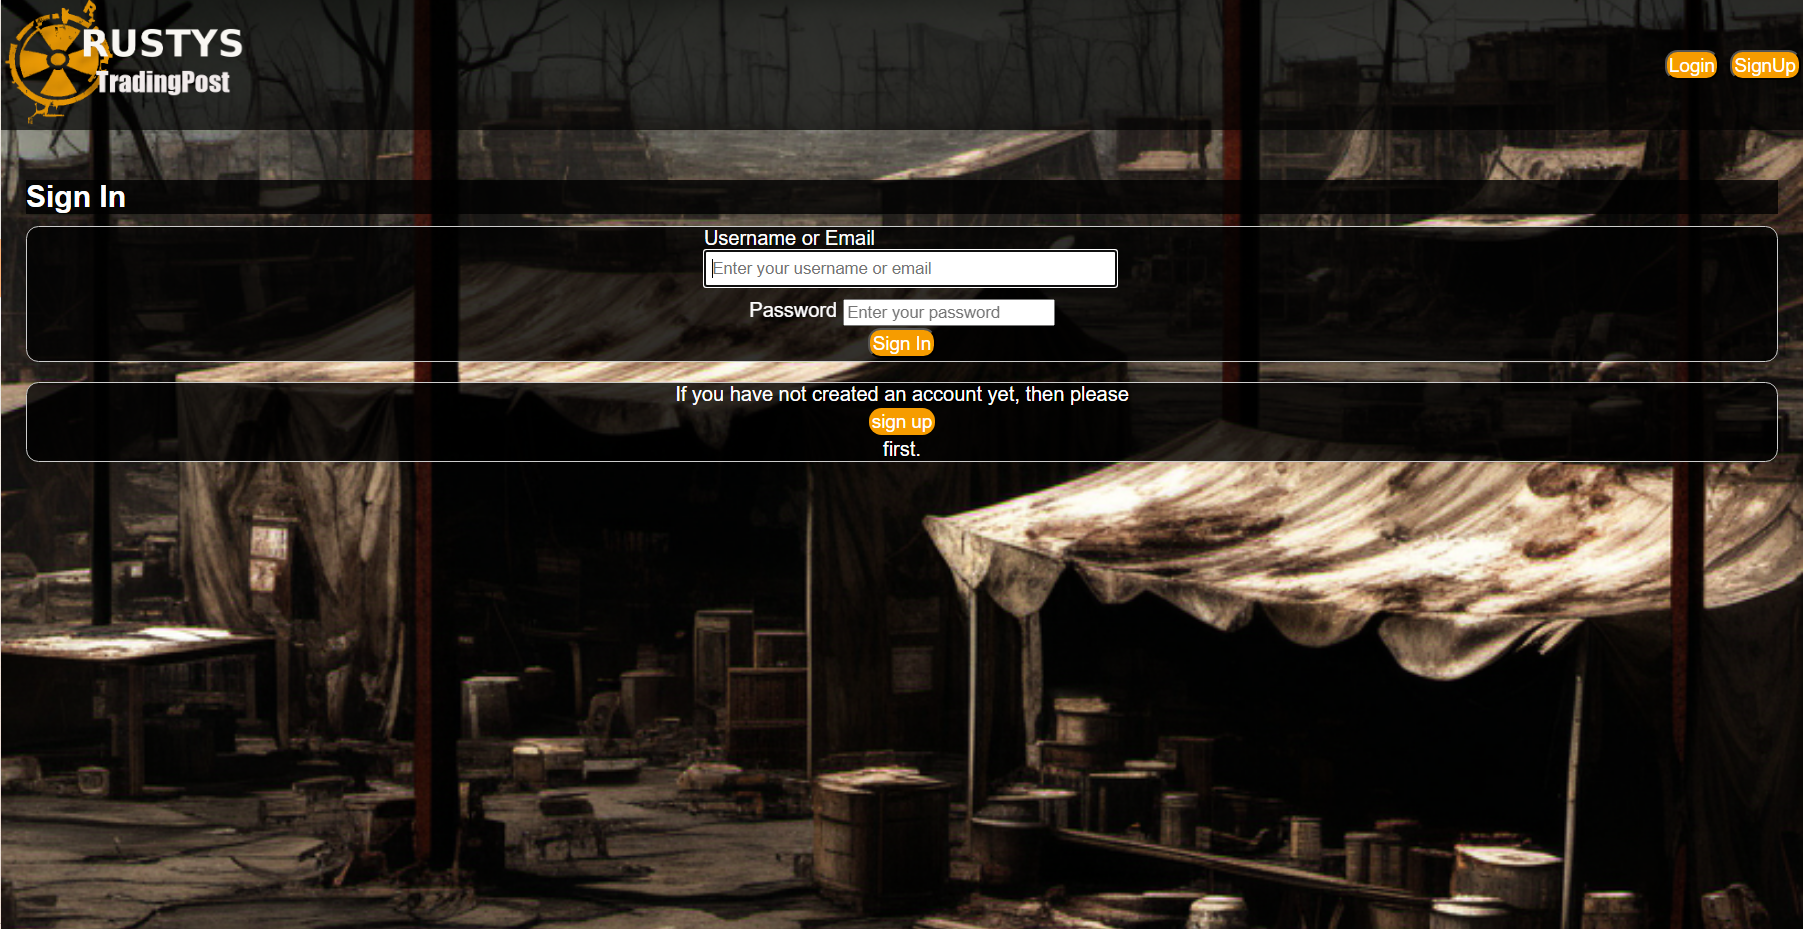 RUSTYS
TradingPost
Login SignUp
Sign In
Username or Email
Enter your username or email
Password Enter your password
Sign In
If you have not created an account yet, then please
sign up
first.